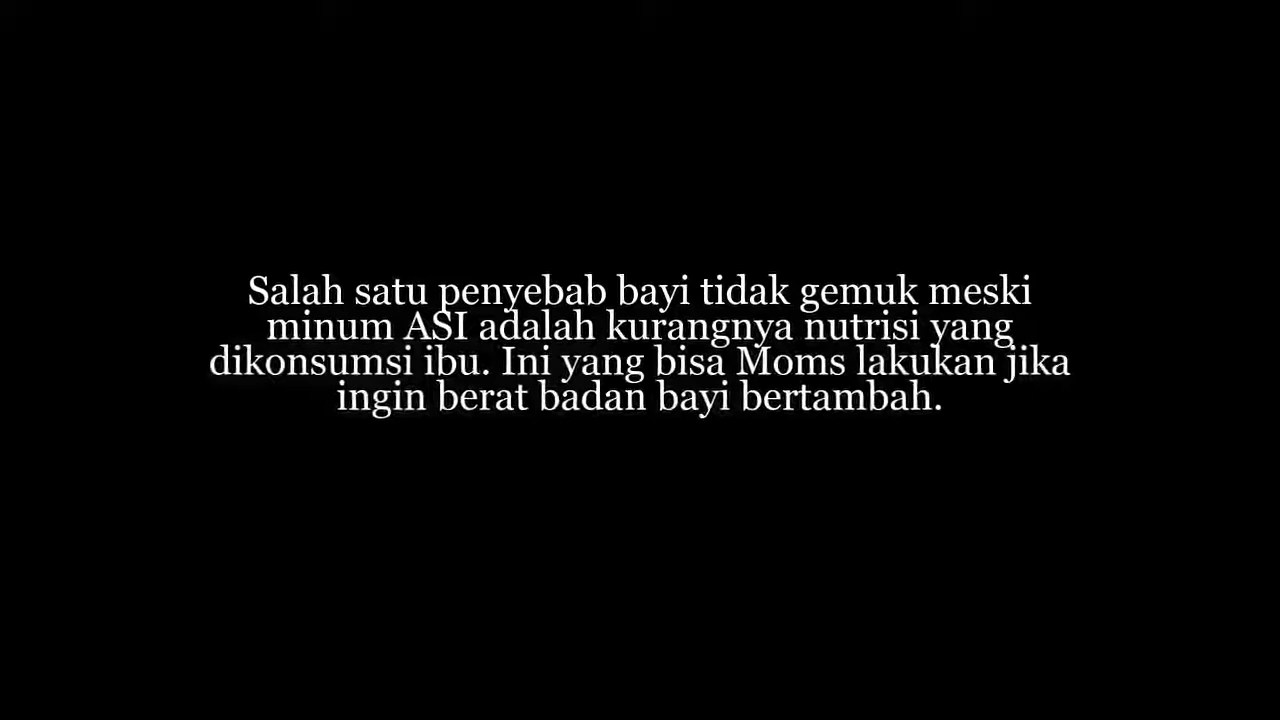 Salah satu penyebab bayi tidak gemuk meski
minum ASI adalah kurangnya nutrisi yang
dikonsumsi ibu. Ini yang bisa Moms lakukan jika
ingin berat badan bayi bertambah.